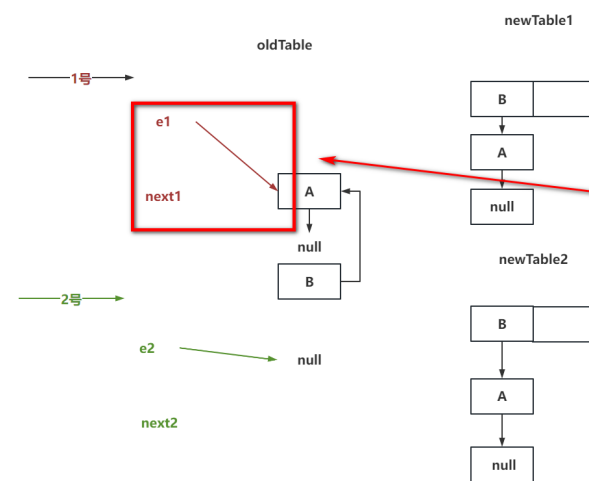 newTable1
oldTable
1号
B
e1
A
A
next1
null
null
B
newTable2
2号
B
e2
null
A
next2
null